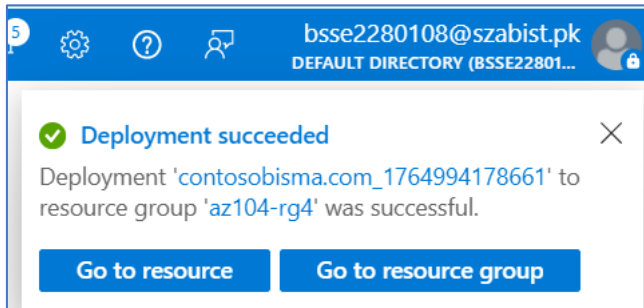 5
bsse2280108@szabist.pk
DEFAULT DIRECTORY (BSSE22801...
Deployment succeeded
Deployment 'contosobisma.com_1764994178661' to
resource group 'az104-rg4' was successful.
Go to resource
Go to resource group